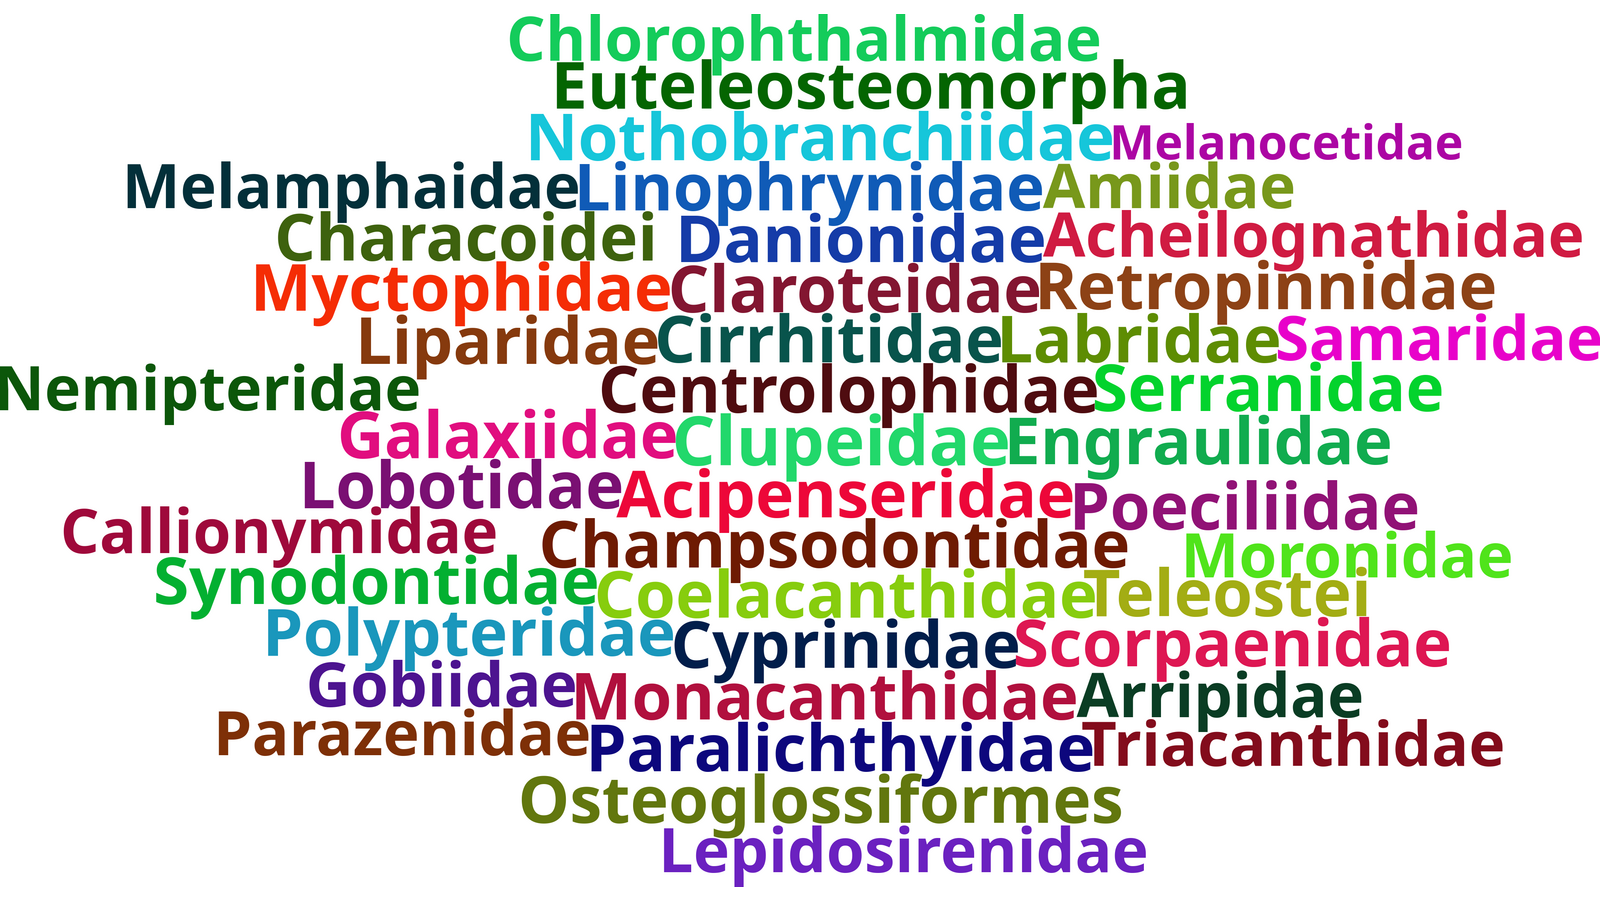 Chlorophthalmidae
Euteleosteomorpha
Nothobranchiidae Melanocetidae
Melamphaidae Linophrynidae Amiidae
Characoidei Danionidae Acheilognathidae
Myctophidae Claroteidae Retropinnidae
Liparidae Cirrhitidae Labridae Samaridae
Nemipteridae Centrolophidae Serranidae
Galaxiidae Clupeidae Engraulidae
Lobotidae Acipenseridae Poeciliidae
Callionymidae Champsodontidae Moronidae
Synodontidae Coelacanthidae Teleostei
Polypteridae Cyprinidae Scorpaenidae
Gobiidae Monacanthidae Arripidae
Parazenidae Paralichthyidae Triacanthidae
Osteoglossiformes
Lepidosirenidae